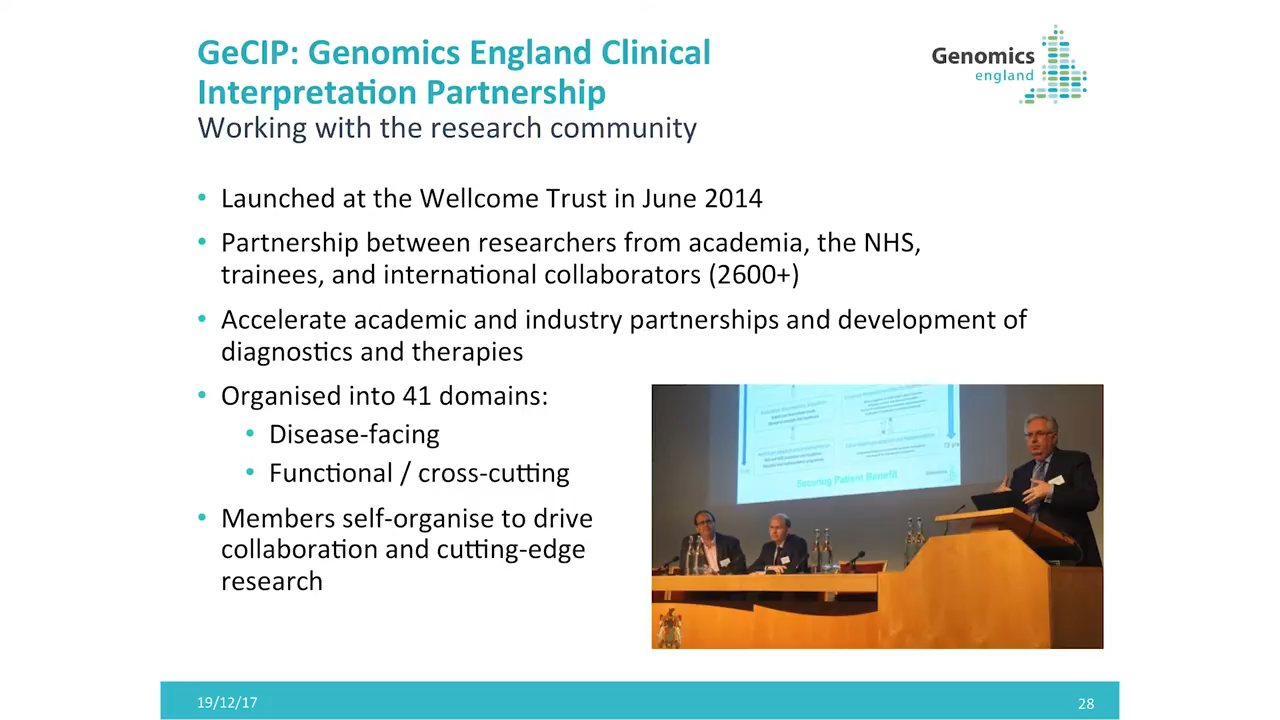 GeCIP: Genomics England Clinical
Interpretation Partnership
Working with the research community
Genomics
england
• Launched at the Wellcome Trust in June 2014
• Partnership between researchers from academia, the NHS,
trainees, and international collaborators (2600+)
• Accelerate academic and industry partnerships and development of
diagnostics and therapies
• Organised into 41 domains:
• Disease-facing
• Functional / cross-cutting
• Members self-organise to drive
collaboration and cutting-edge
research
Securing Patient Benefit
19/12/17
28